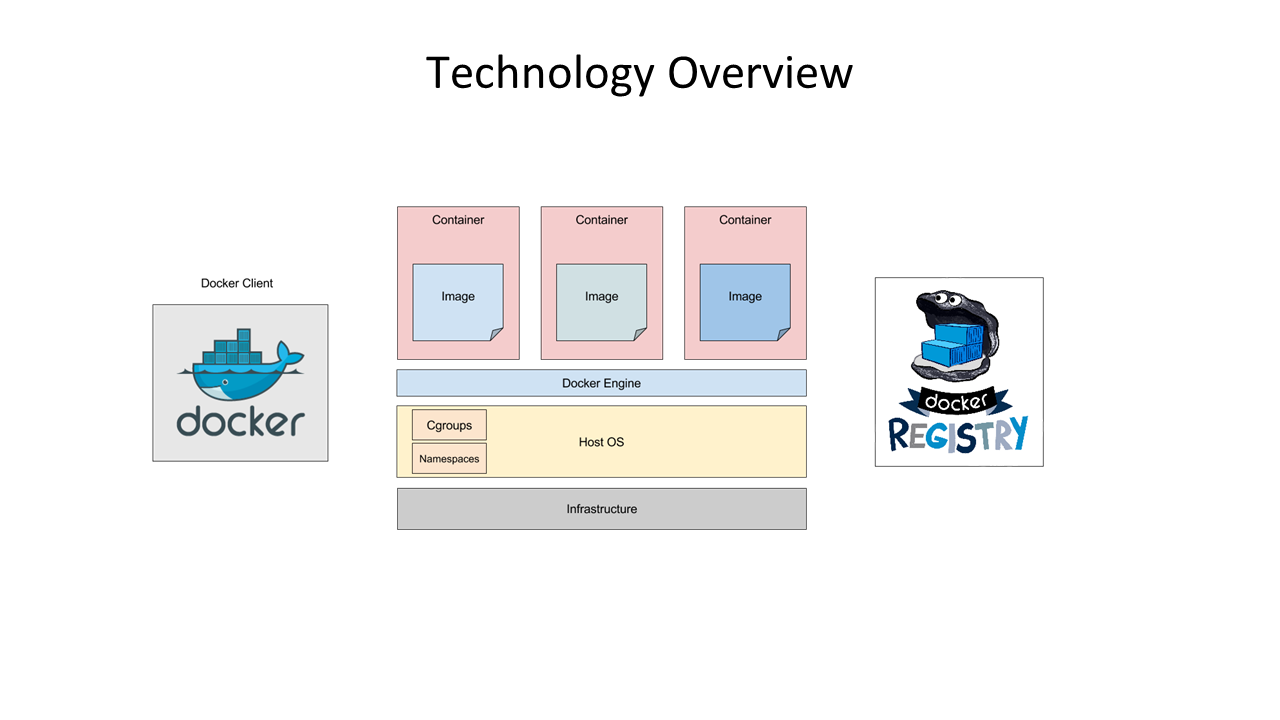 Technology Overview
Docker Client
docker
Container
Image
Container
Image
Container
Image
Docker Engine
Cgroups
Namespaces
Host OS
Infrastructure
docker
REGISTRY